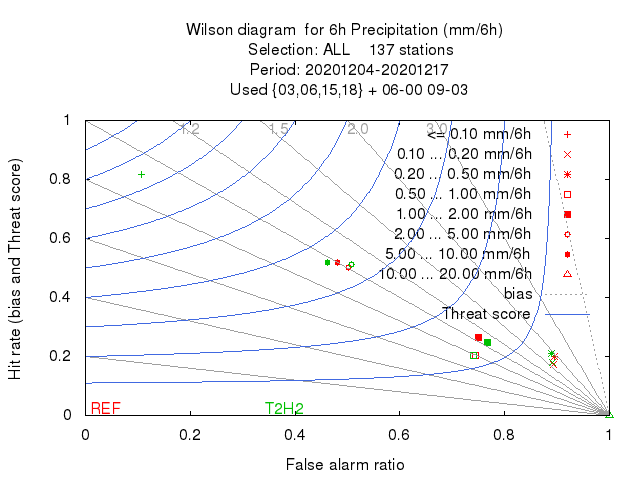 Wilson diagram  for 6h Precipitation (mm/6h)
Selection: ALL    137 stations
Period: 20201204-20201217
Used {03,06,15,18} + 06-00 09-03
Hit rate (bias and Threat score)
1
0.8
0.6
0.4
0.2
0
1.2
1.5
2.0
3.0
<= 0.10 mm/6h
0.10 ... 0.20 mm/6h
0.20 ... 0.50 mm/6h
0.50 ... 1.00 mm/6h
1.00 ... 2.00 mm/6h
2.00 ... 5.00 mm/6h
5.00 ... 10.00 mm/6h
10.00 ... 20.00 mm/6h
bias
Threat score
REF
T2H2
0
0.2
0.4
0.6
0.8
1
False alarm ratio